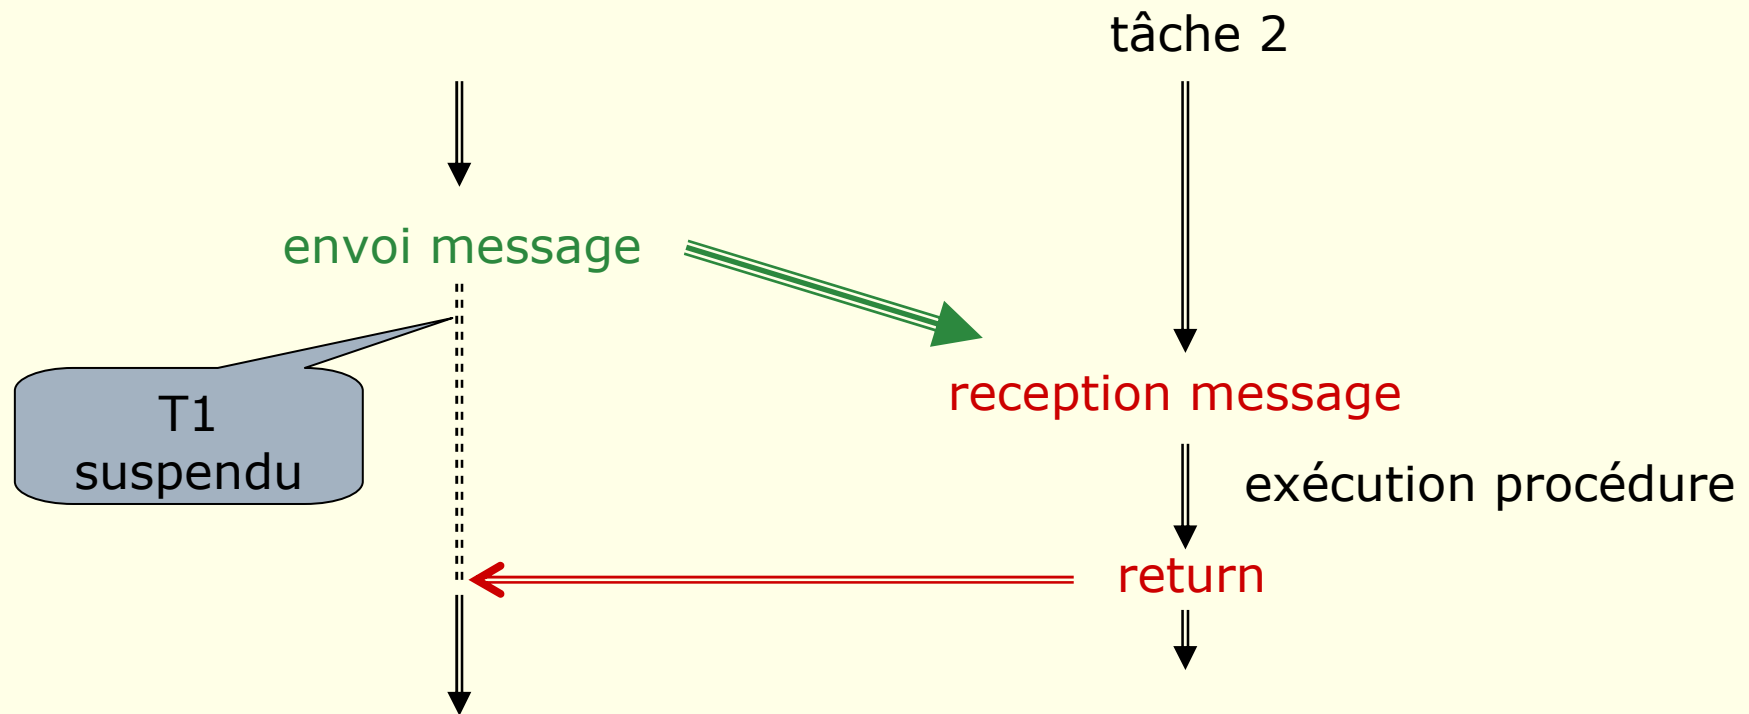 tâche 2
envoi message
T1
suspendu
reception message
exécution procédure
return